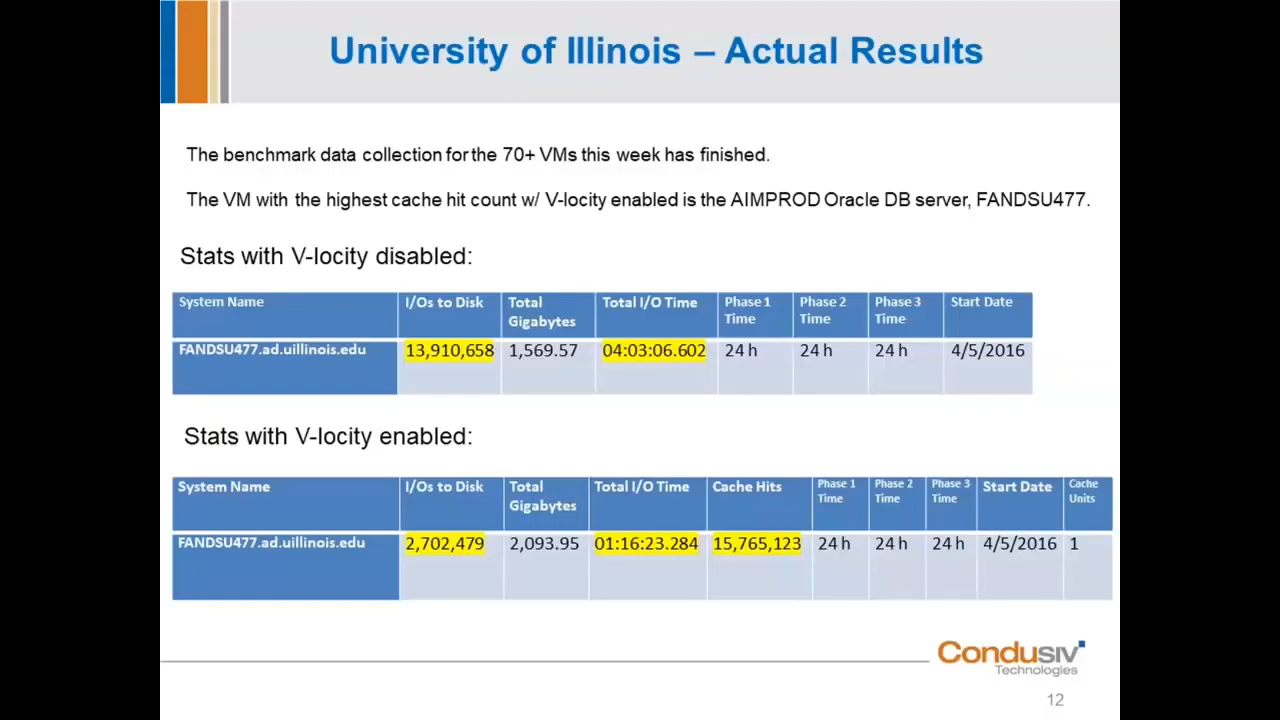 University of Illinois – Actual Results
The benchmark data collection for the 70+ VMs this week has finished.
The VM with the highest cache hit count w/ V-locity enabled is the AIMPROD Oracle DB server, FANDSU477.
Stats with V-locity disabled:
System Name I/Os to Disk Total Gigabytes Total I/O Time Phase 1 Time Phase 2 Time Phase 3 Time Start Date
FANDSU477.ad.uillinois.edu 13,910,658 1,569.57 04:03:06.602 24 h 24 h 24 h 4/5/2016
Stats with V-locity enabled:
System Name I/Os to Disk Total Gigabytes Total I/O Time Cache Hits Phase 1 Time Phase 2 Time Phase 3 Time Start Date Cache Units
FANDSU477.ad.uillinois.edu 2,702,479 2,093.95 01:16:23.284 15,765,123 24 h 24 h 24 h 4/5/2016 1
Condusiv
Technologies
12